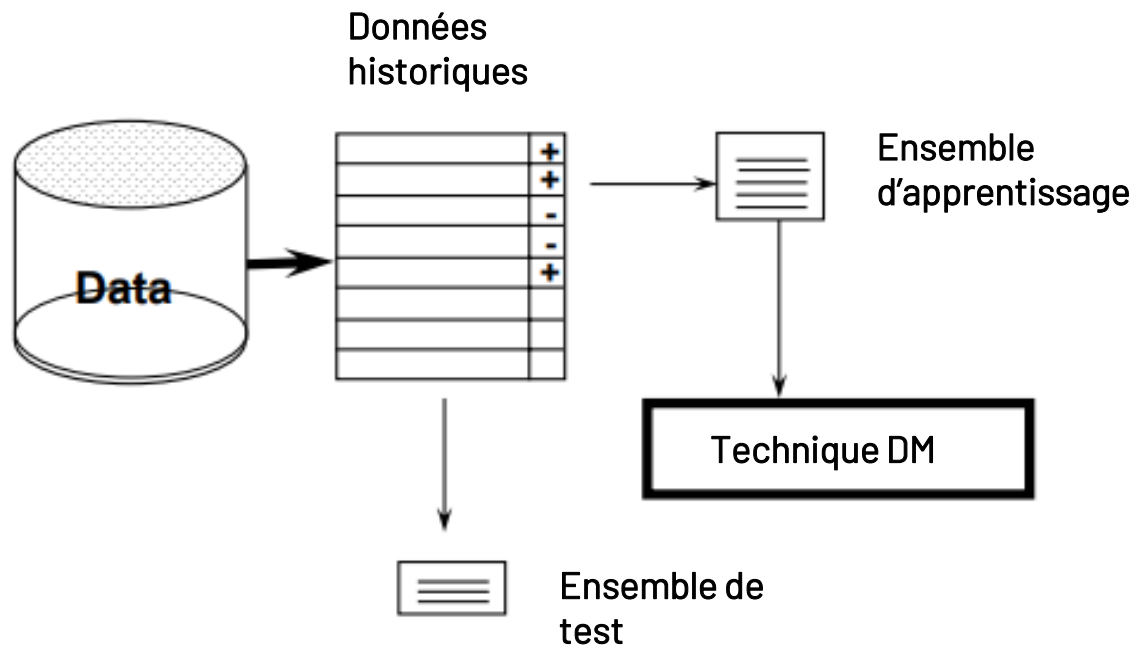 Données
historiques
Data
+
+
-
-
+
Ensemble
d'apprentissage
Technique DM
Ensemble de
test